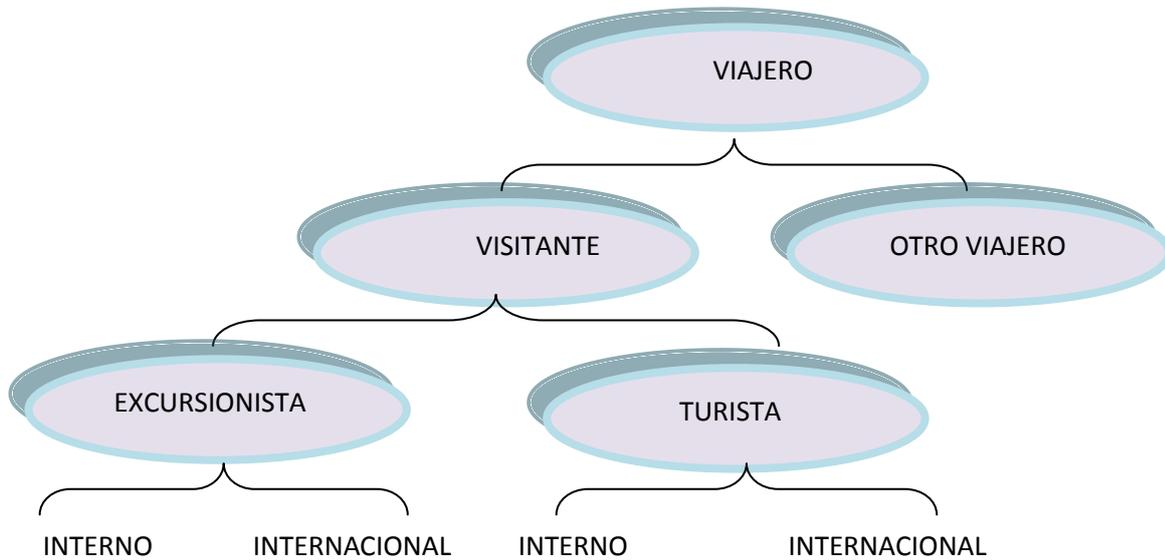 VIAJERO
VISITANTE
OTRO VIAJERO
EXCURSIONISTA
TURISTA
INTERNO
INTERNACIONAL
INTERNO
INTERNACIONAL